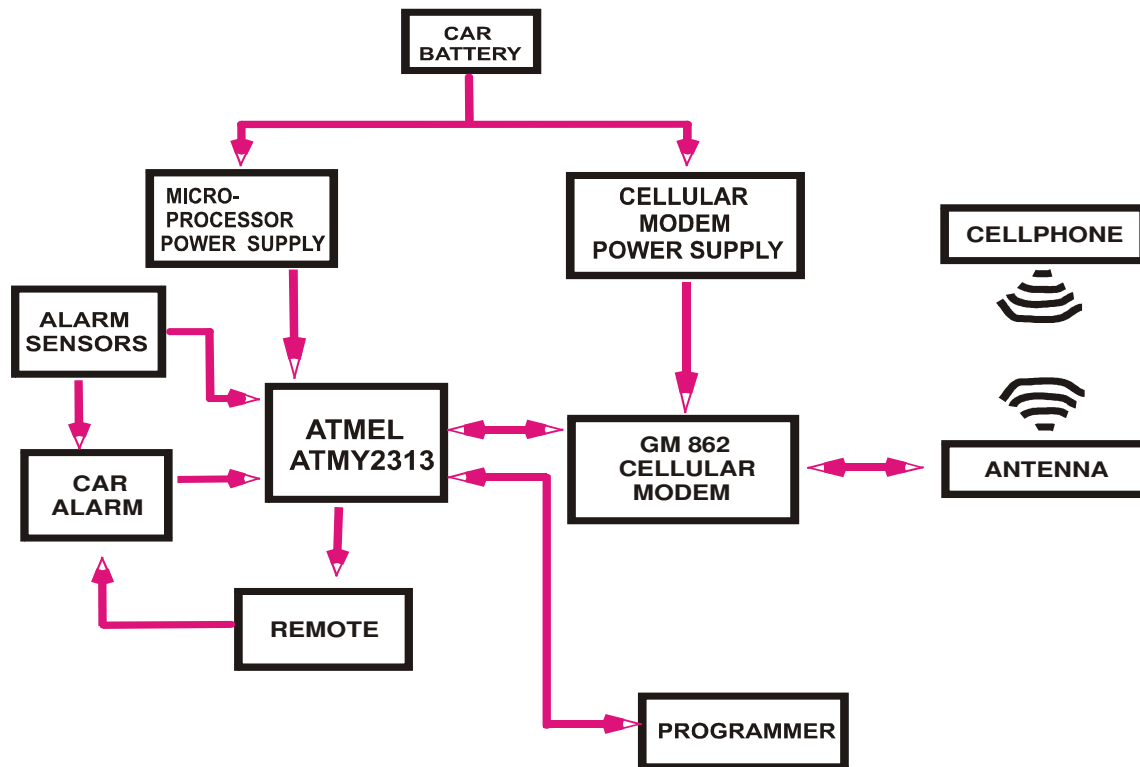 CAR
BATTERY
MICRO-
PROCESSOR
POWER SUPPLY
CELLULAR
MODEM
POWER SUPPLY
CELLPHONE
ALARM
SENSORS
ATMEL
ATMY2313
GM 862
CELLULAR
MODEM
ANTENNA
CAR
ALARM
REMOTE
PROGRAMMER